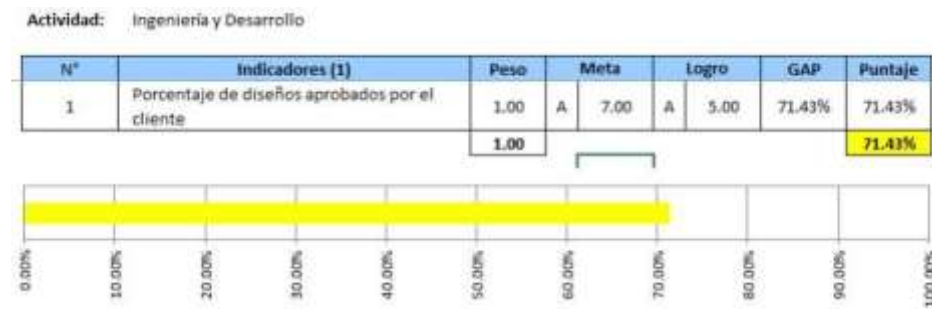 Actividad: Ingeniería y Desarrollo
N° Indicadores (1) Peso Meta Logro GAP Puntaje
1 Porcentaje de diseños aprobados por el cliente 1.00 A 7.00 A 5.00 71.43% 71.43%
1.00 71.43%
0.00% 10.00% 20.00% 30.00% 40.00% 50.00% 60.00% 70.00% 80.00% 90.00% 100.00%